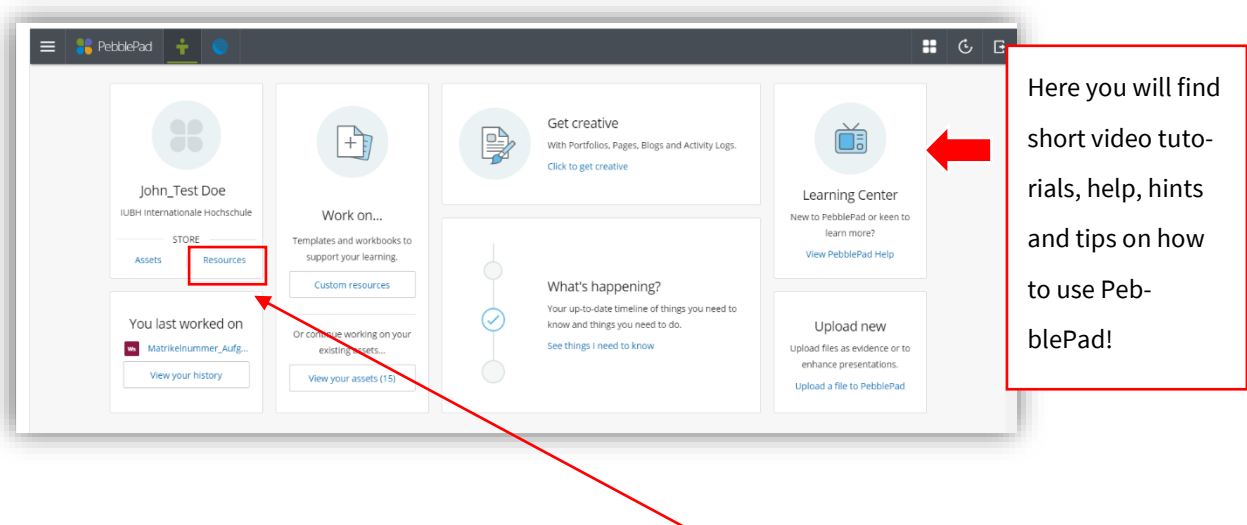 PebblePad
John_Test Doe
IUBH Internationale Hochschule
STORE
Assets Resources
You last worked on
Ws Matrikelnummer_Aufg...
View your history
Work on...
Templates and workbooks to
support your learning.
Custom resources
Or continue working on your
existing assets...
View your assets (15)
Get creative
With Portfolios, Pages, Blogs and Activity Logs.
Click to get creative
What's happening?
Your up-to-date timeline of things you need to
know and things you need to do.
See things I need to know
Learning Center
New to PebblePad or keen to
learn more?
View PebblePad Help
Upload new
Upload files as evidence or to
enhance presentations.
Upload a file to PebblePad
Here you will find
short video tuto-
rials, help, hints
and tips on how
to use Peb-
blePad!